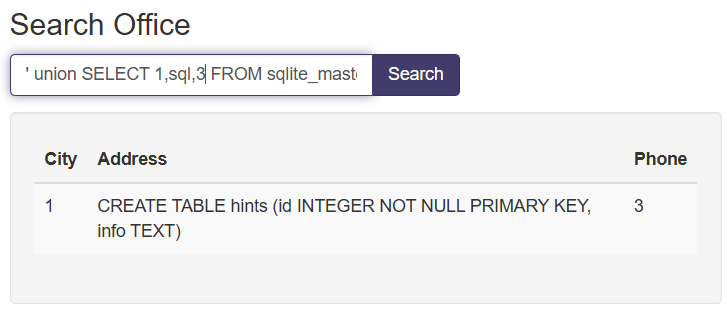 Search Office
' union SELECT 1,sql,3 FROM sqlite_maste
Search
City Address Phone
1 CREATE TABLE hints (id INTEGER NOT NULL PRIMARY KEY, 3
info TEXT)